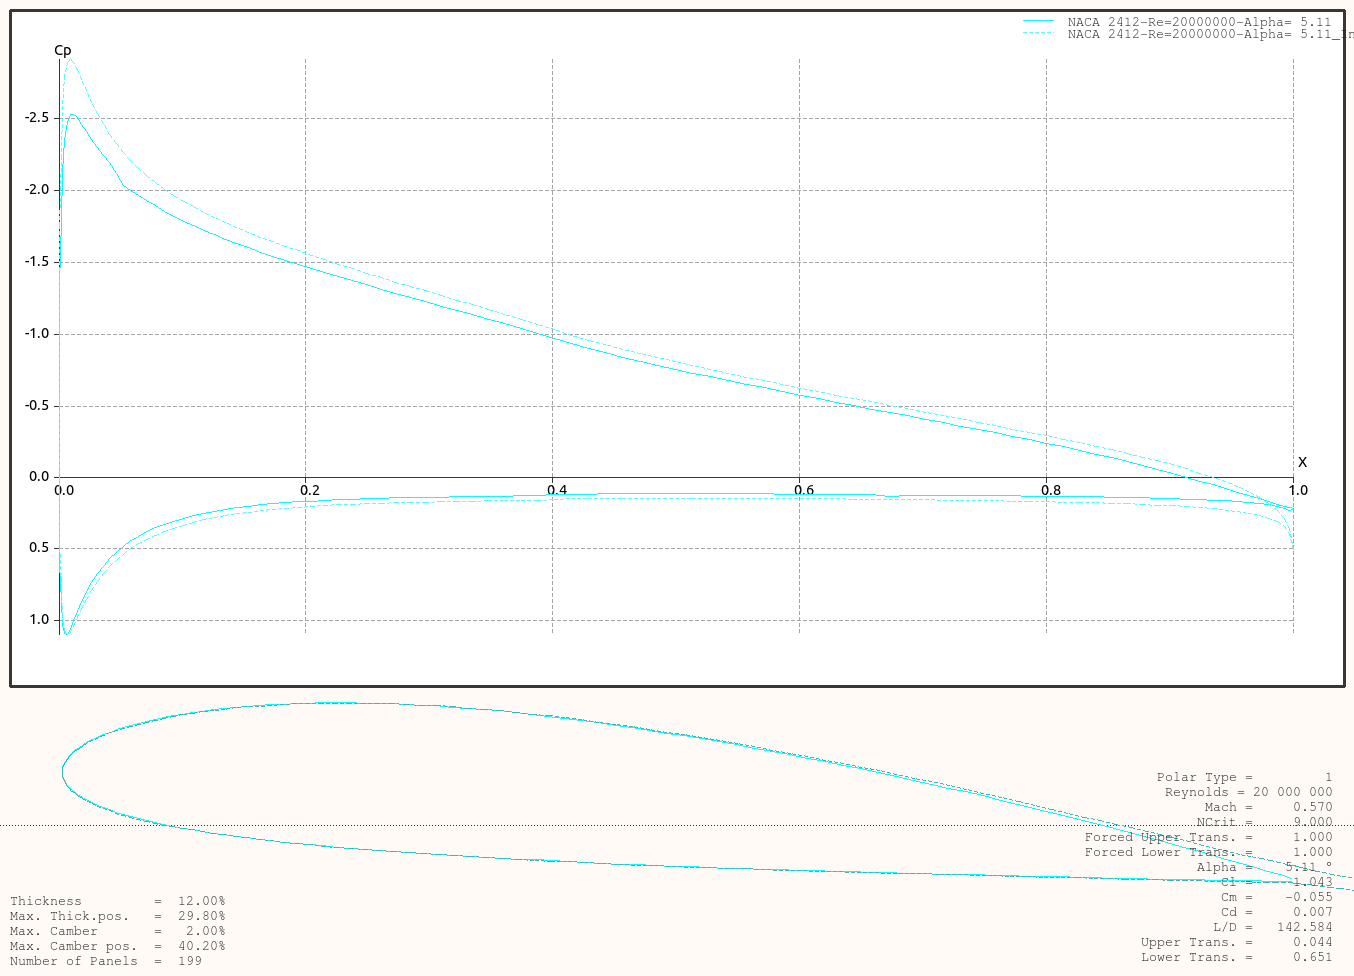 NACA 2412-Re=20000000-Alpha= 5.11
NACA 2412-Re=20000000-Alpha= 5.11_In
Cp
-2.5
-2.0
-1.5
-1.0
-0.5
X
0.0
0.0 0.2 0.4 0.6 0.8 1.0
0.5
1.0
Polar Type = 1
Reynolds = 20 000 000
Mach = 0.570
NCrit = 9.000
Forced Upper Trans. = 1.000
Forced Lower Trans. = 1.000
Alpha = 5.11 °
Cl = 1.043
Cm = -0.055
Cd = 0.007
L/D = 142.584
Upper Trans. = 0.044
Lower Trans. = 0.651
Thickness = 12.00%
Max. Thick.pos. = 29.80%
Max. Camber = 2.00%
Max. Camber pos. = 40.20%
Number of Panels = 199